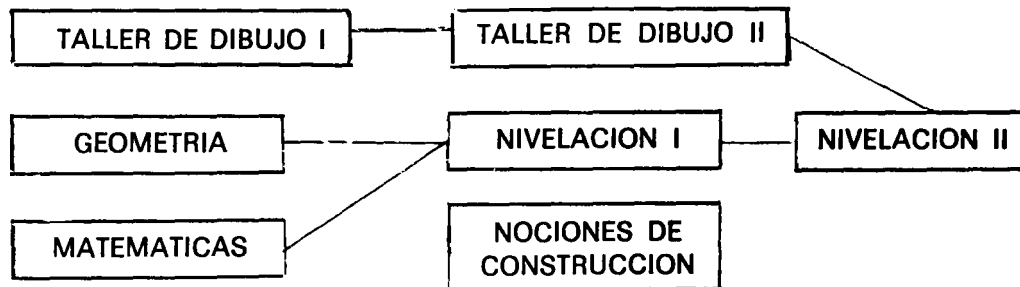 TALLER DE DIBUJO I
TALLER DE DIBUJO II
GEOMETRIA
NIVELACION I
NIVELACION II
MATEMATICAS
NOCIONES DE
CONSTRUCCION